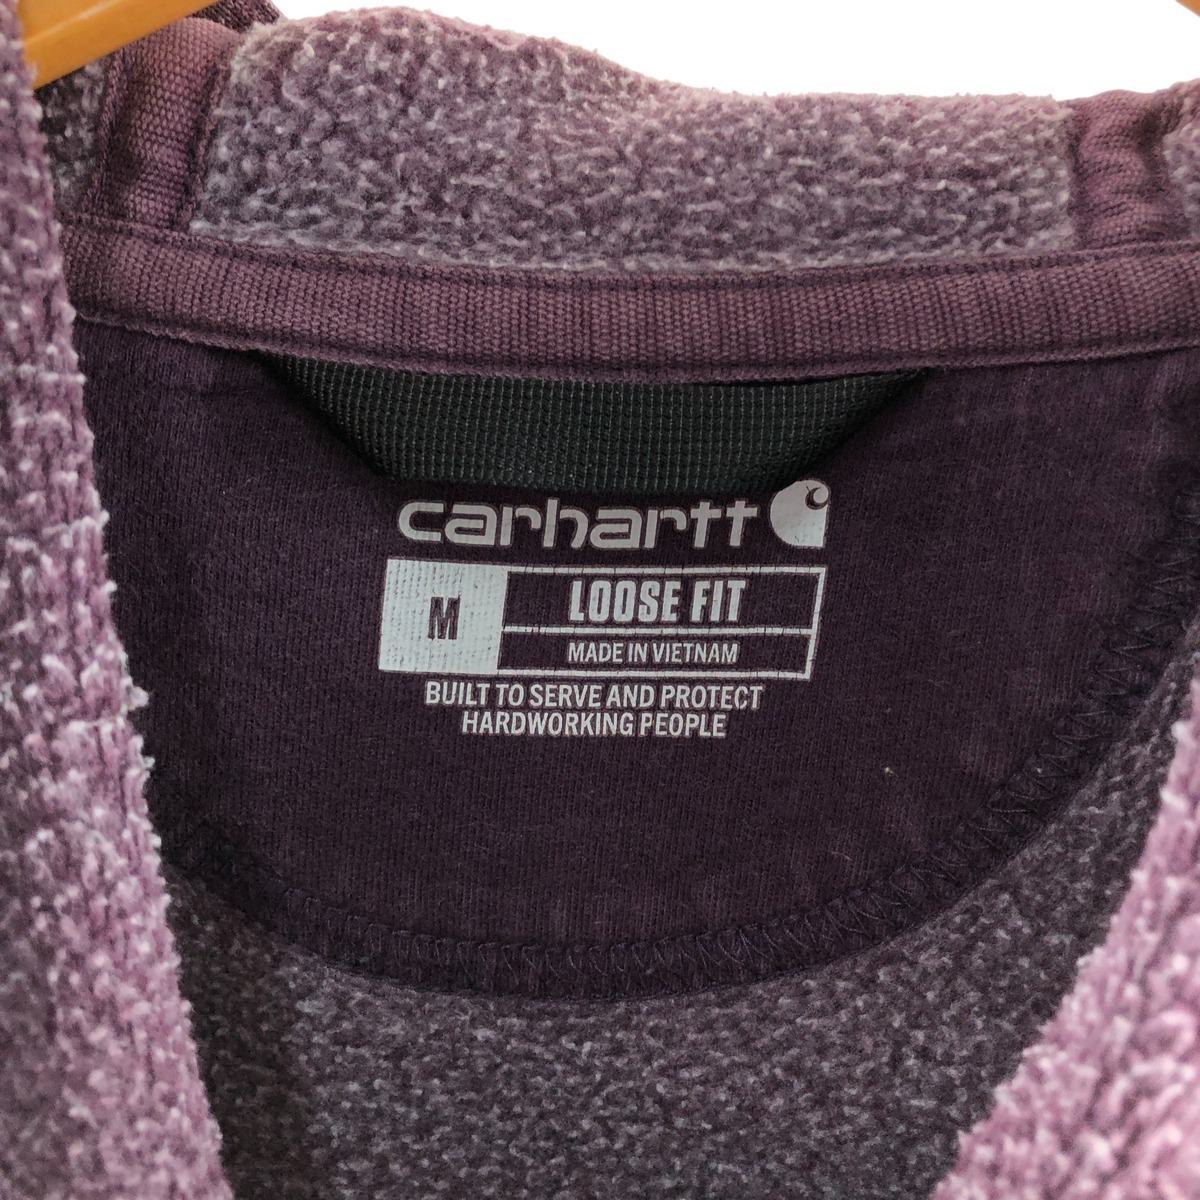 carhartt
M
LOOSE FIT
MADE IN VIETNAM
BUILT TO SERVE AND PROTECT
HARDWORKING PEOPLE